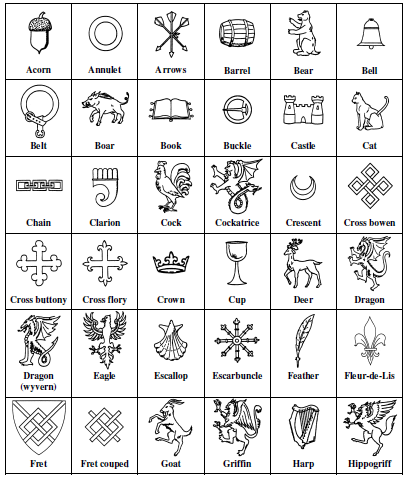 Acorn Annulet Arrows Barrel Bear Bell
Belt Boar Book Buckle Castle Cat
Chain Clarion Cock Cockatrice Crescent Cross bowen
Cross buttony Cross flory Crown Cup Deer Dragon
Dragon (wyvern) Eagle Escallop Escarbuncle Feather Fleur-de-Lis
Fret Fret couped Goat Griffin Harp Hippogriff